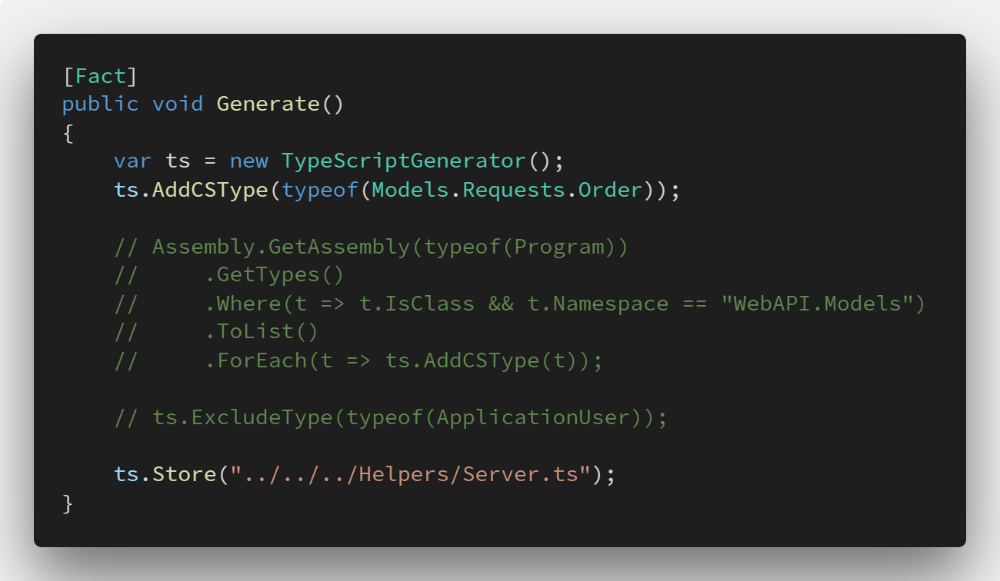 [Fact]
public void Generate()
{
    var ts = new TypeScriptGenerator();
    ts.AddCSType(typeof(Models.Requests.Order));

    // Assembly.GetAssembly(typeof(Program))
    //     .GetTypes()
    //     .Where(t => t.IsClass && t.Namespace == "WebAPI.Models")
    //     .ToList()
    //     .ForEach(t => ts.AddCSType(t));

    // ts.ExcludeType(typeof(ApplicationUser));

    ts.Store("../../../Helpers/Server.ts");
}